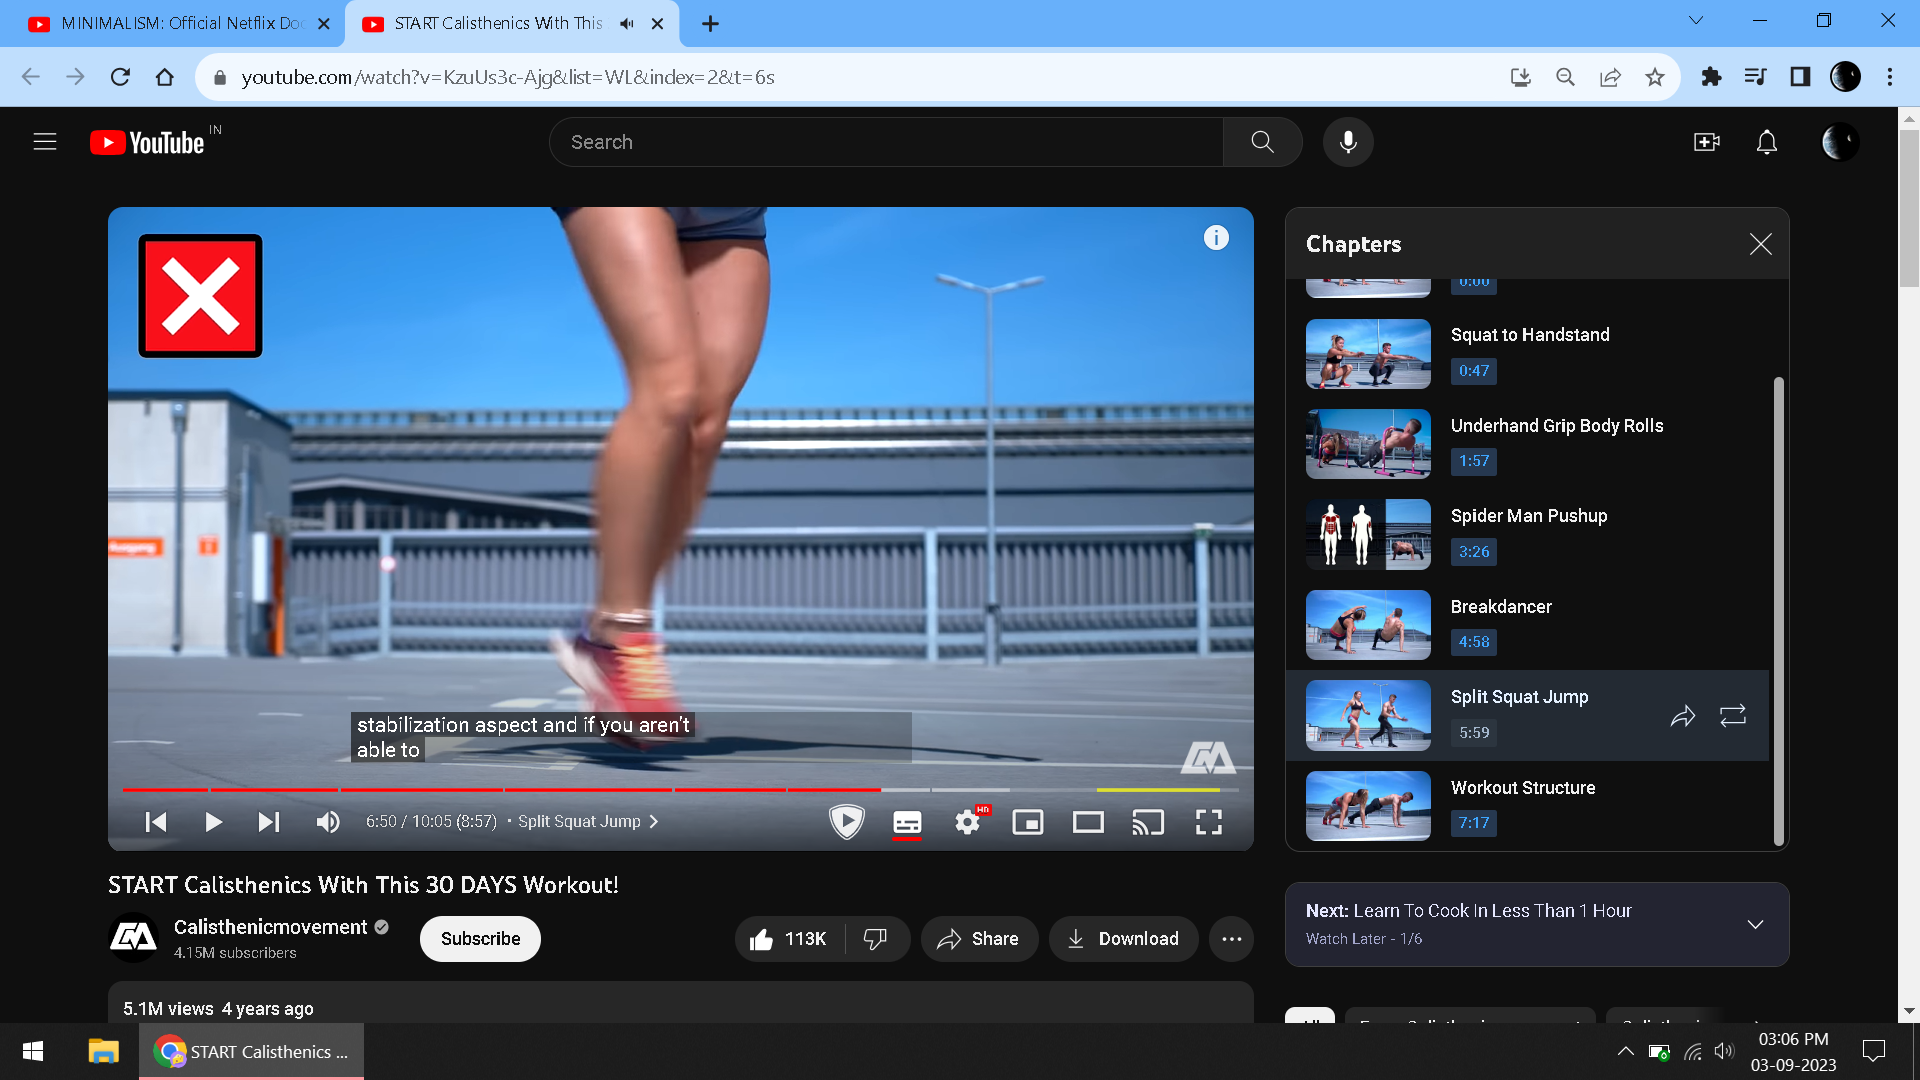 MINIMALISM: Official Netflix Doc
START Calisthenics With This
youtube.com/watch?v=KzuUs3c-Ajg&list=WL&index=2&t=6s
YouTube
IN
Search
Chapters
0:00
Squat to Handstand
0:47
Underhand Grip Body Rolls
1:57
Spider Man Pushup
3:26
Breakdancer
4:58
Split Squat Jump
5:59
Workout Structure
7:17
Ausgang
stabilization aspect and if you aren't
able to
6:50 / 10:05 (8:57) • Split Squat Jump
HD
START Calisthenics With This 30 DAYS Workout!
Calisthenicmovement
4.15M subscribers
Subscribe
113K
Share
Download
Next: Learn To Cook In Less Than 1 Hour
Watch Later - 1/6
5.1M views 4 years ago
START Calisthenics ...
03:06 PM
03-09-2023